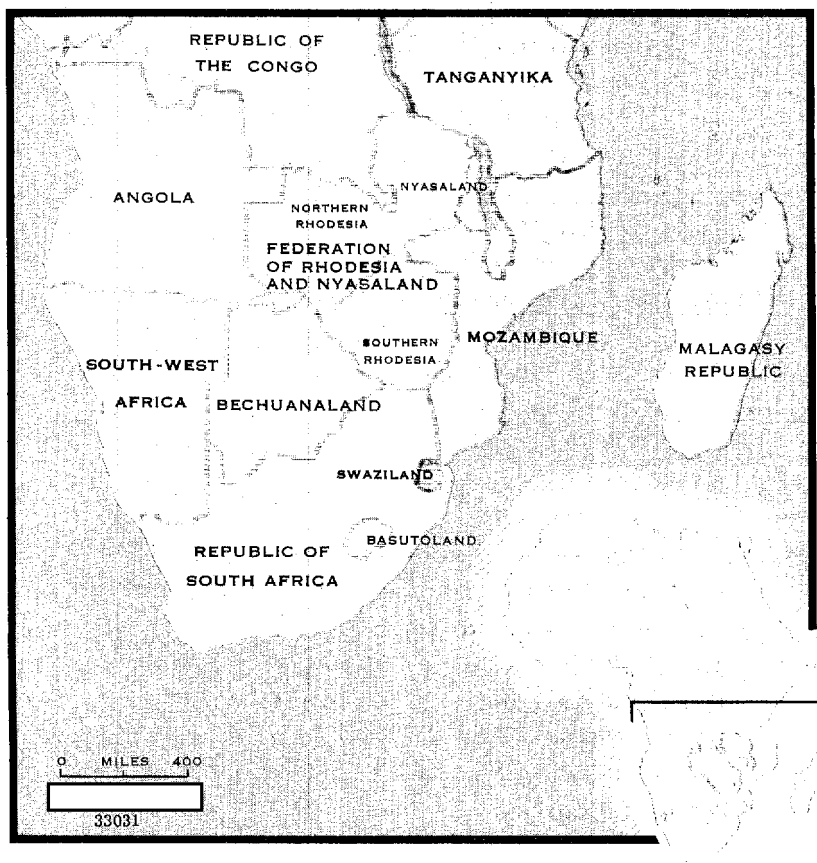 REPUBLIC OF
THE CONGO
TANGANYIKA
ANGOLA
NYASALAND
NORTHERN
RHODESIA
FEDERATION
OF RHODESIA
AND NYASALAND
SOUTHERN
RHODESIA
MOZAMBIQUE
MALAGASY
REPUBLIC
SOUTH-WEST
AFRICA
BECHUANALAND
SWAZILAND
BASUTOLAND
REPUBLIC OF
SOUTH AFRICA
0 MILES 400
33031